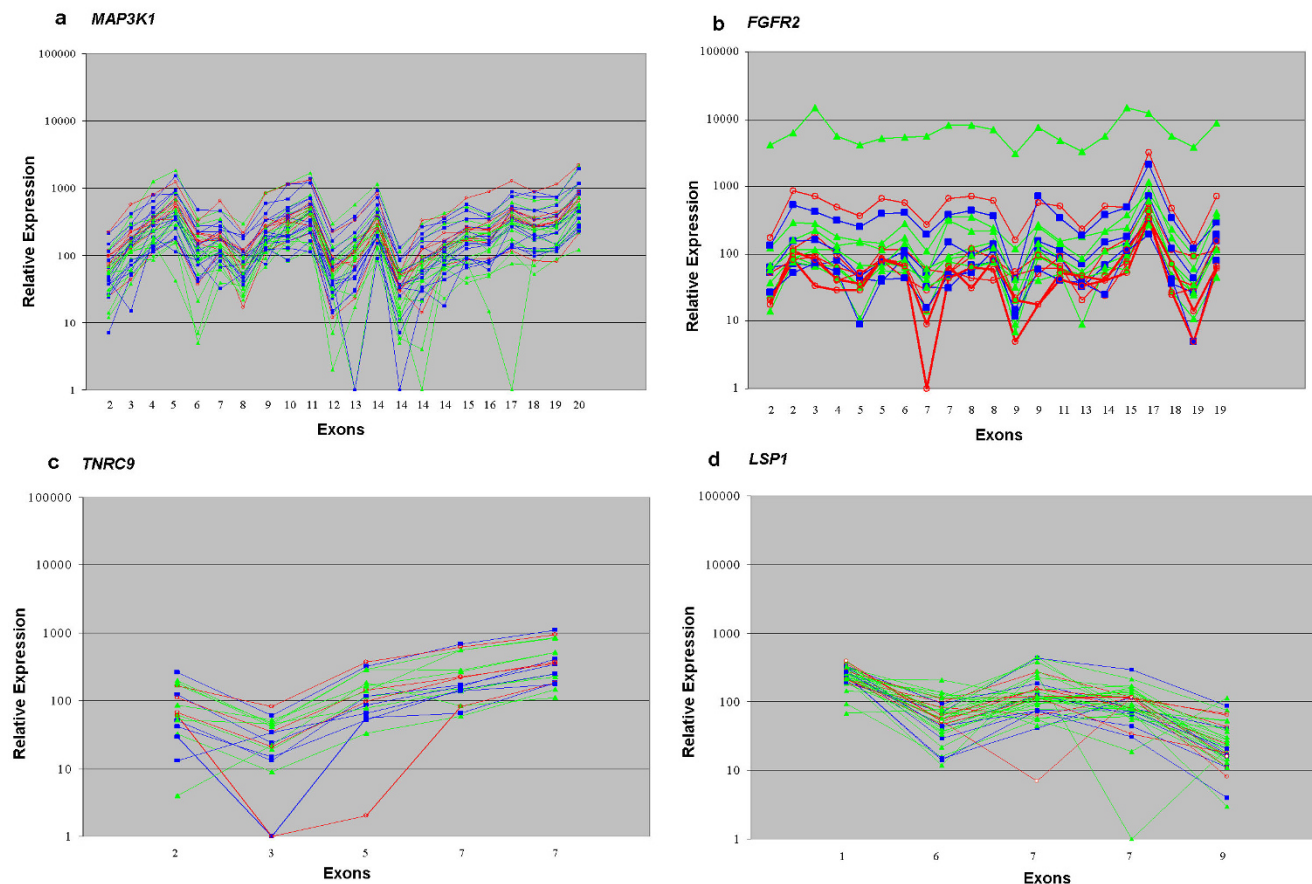 a MAP3K1
100000
10000
1000
100
10
1
Relative Expression
2 3 4 5 6 7 8 9 10 11 12 13 14 14 14 14 15 16 17 18 19 20
Exons
b FGFR2
100000
10000
1000
100
10
1
Relative Expression
2 2 3 4 5 5 6 7 7 8 8 9 9 11 13 14 15 17 18 19 19
Exons
c TNRC9
100000
10000
1000
100
10
1
Relative Expression
2 3 5 7 7
Exons
d LSP1
100000
10000
1000
100
10
1
Relative Expression
1 6 7 7 9
Exons